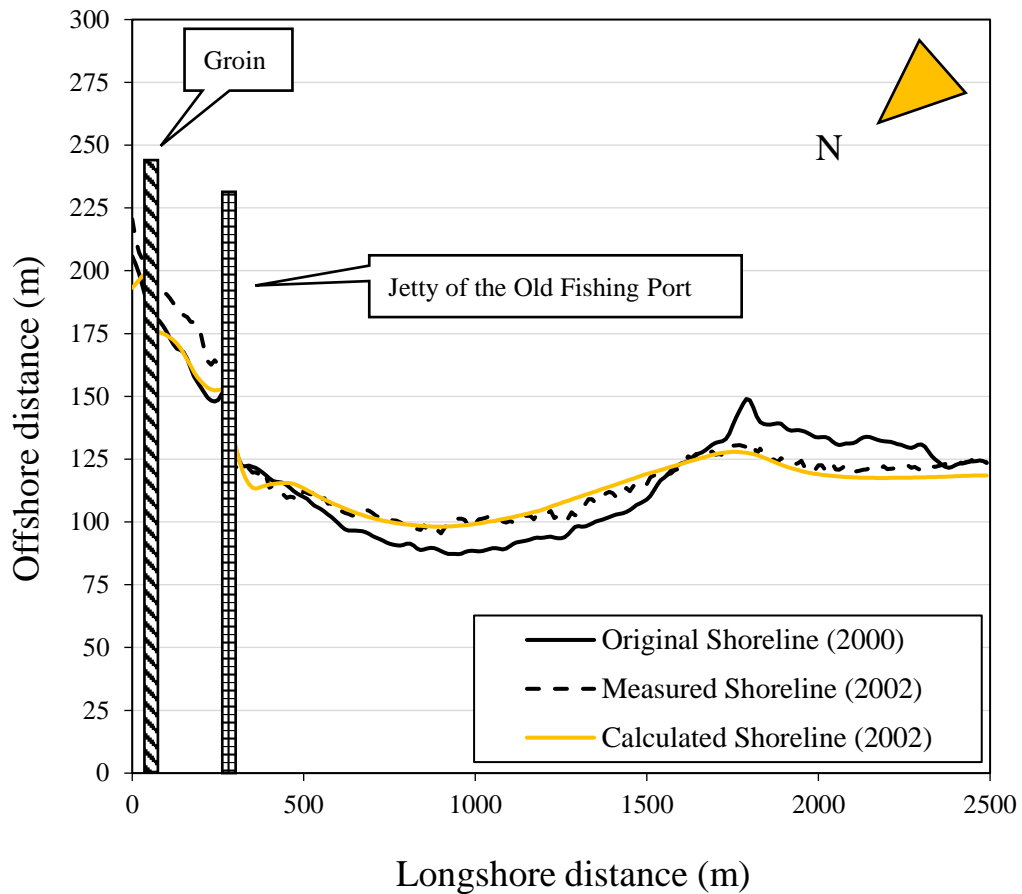 300
275
250
225
200
175
150
125
100
75
50
25
0
Offshore distance (m)
Groin
N
Jetty of the Old Fishing Port
Original Shoreline (2000)
Measured Shoreline (2002)
Calculated Shoreline (2002)
0 500 1000 1500 2000 2500
Longshore distance (m)